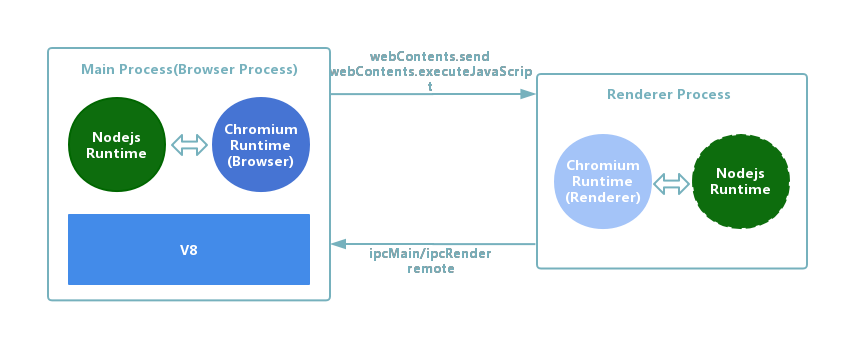 webContents.send
webContents.executeJavaScrip
t
Main Process(Browser Process)
Nodejs
Runtime
Chromium
Runtime
(Browser)
V8
Renderer Process
Chromium
Runtime
(Renderer)
Nodejs
Runtime
ipcMain/ipcRender
remote